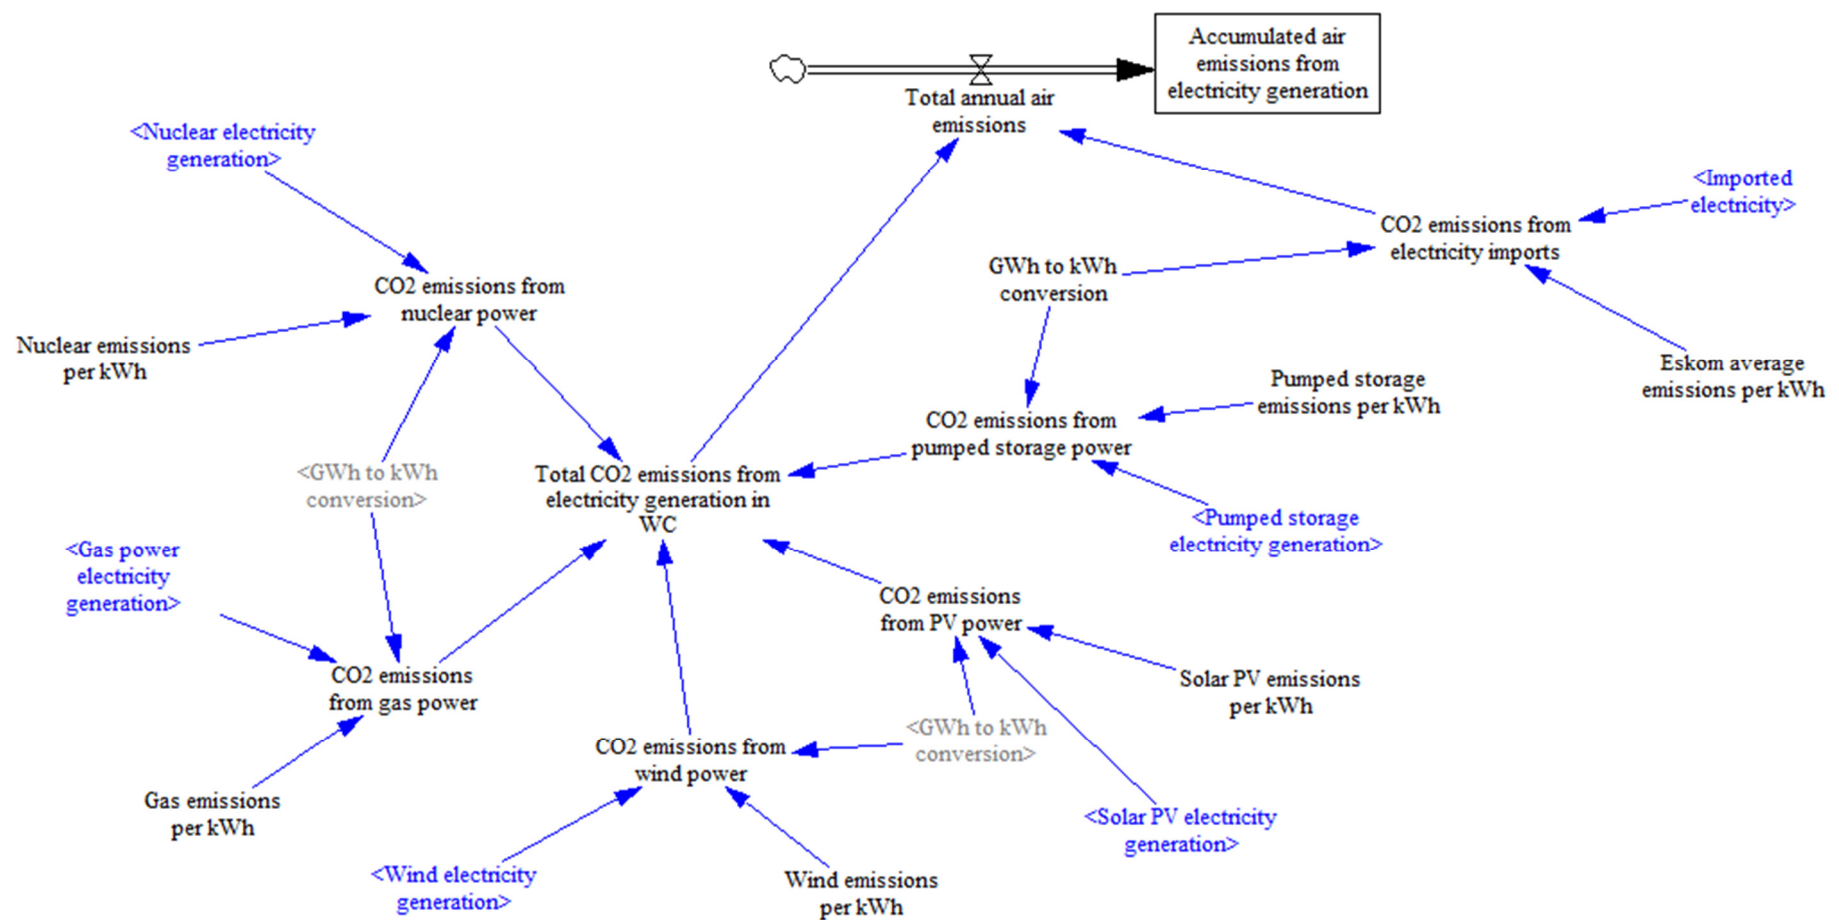 Accumulated air
emissions from
electricity generation
Total annual air
emissions
<Nuclear electricity
generation>
<Imported
electricity>
CO2 emissions from
electricity imports
GWh to kWh
conversion
CO2 emissions from
nuclear power
Nuclear emissions
per kWh
Eskom average
emissions per kWh
Pumped storage
emissions per kWh
CO2 emissions from
pumped storage power
<GWh to kWh
conversion>
Total CO2 emissions from
electricity generation in
WC
<Pumped storage
electricity generation>
<Gas power
electricity
generation>
CO2 emissions
from PV power
CO2 emissions
from gas power
Solar PV emissions
per kWh
<GWh to kWh
conversion>
CO2 emissions from
wind power
Gas emissions
per kWh
<Solar PV electricity
generation>
<Wind electricity
generation>
Wind emissions
per kWh